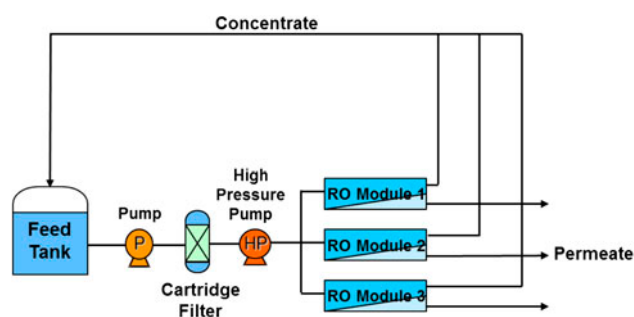 Concentrate
High
Pressure
Pump
RO Module 1
Feed
Tank
Pump
P
HP
RO Module 2
Permeate
Cartridge
Filter
RO Module 3